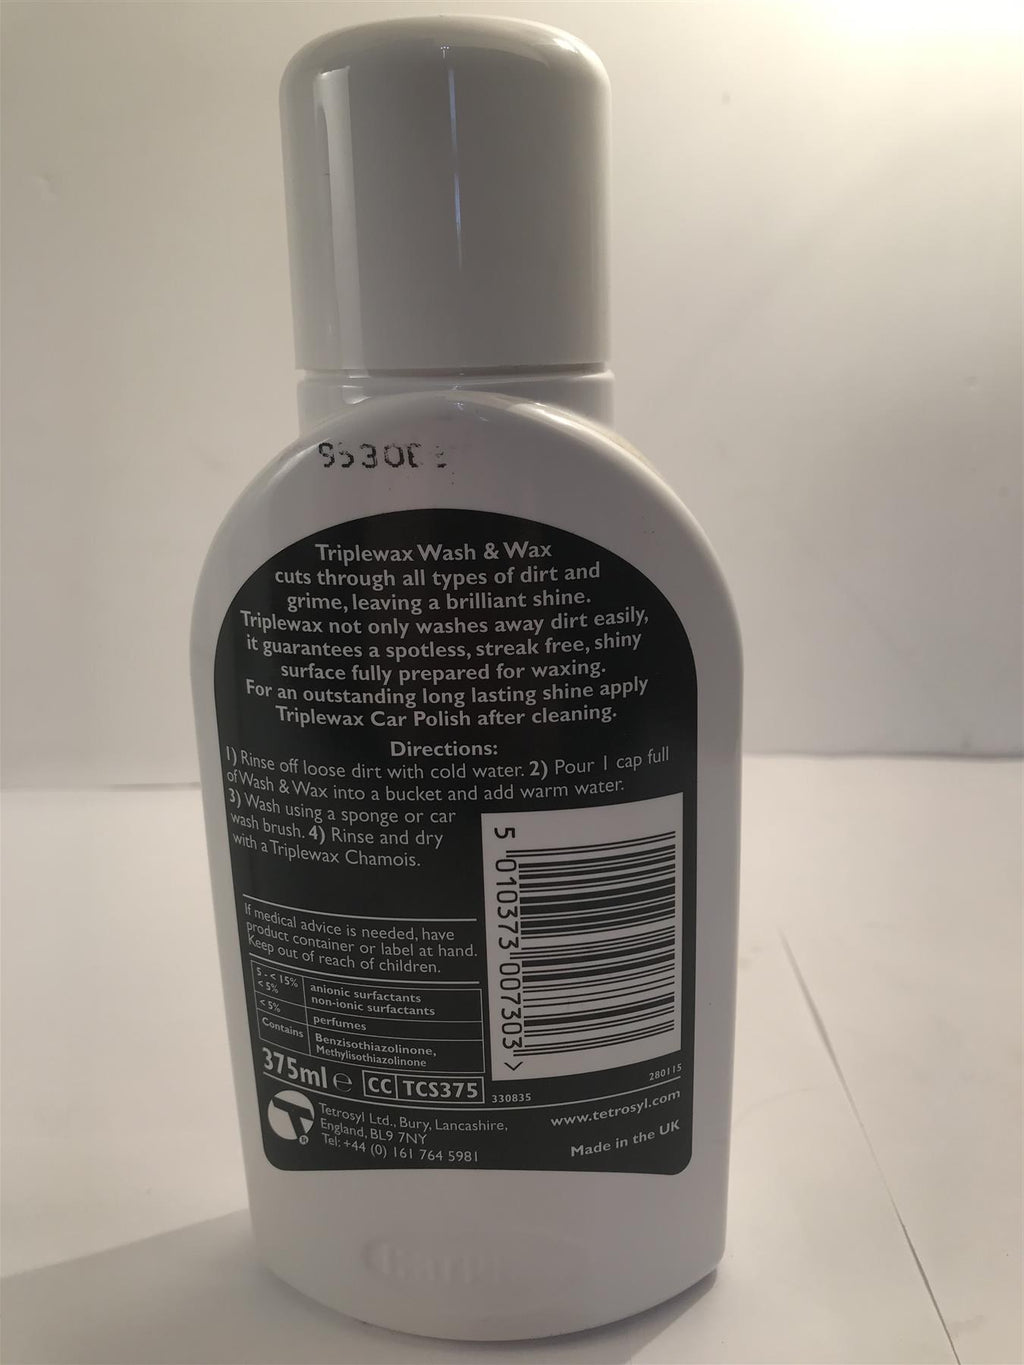 Triplewax Wash & Wax
cuts through all types of dirt and
grime, leaving a brilliant shine.
Triplewax not only washes away dirt easily,
it guarantees a spotless, streak free, shiny
surface fully prepared for waxing.
For an outstanding long lasting shine apply
Triplewax Car Polish after cleaning.
Directions:
1) Rinse off loose dirt with cold water. 2) Pour 1 cap full
of Wash & Wax into a bucket and add warm water.
3) Wash using a sponge or car
wash brush. 4) Rinse and dry
with a Triplewax Chamois.
If medical advice is needed, have
product container or label at hand.
Keep out of reach of children.
5 - < 15% anionic surfactants
< 5% non-ionic surfactants
< 5% perfumes
Contains Benzisothiazolinone,
Methylisothiazolinone
375ml e CC TCS375
5 010373 007303 >
330835
280115
Tetrosyl Ltd., Bury, Lancashire,
England, BL9 7NY
Tel: +44 (0) 161 764 5981
www.tetrosyl.com
Made in the UK